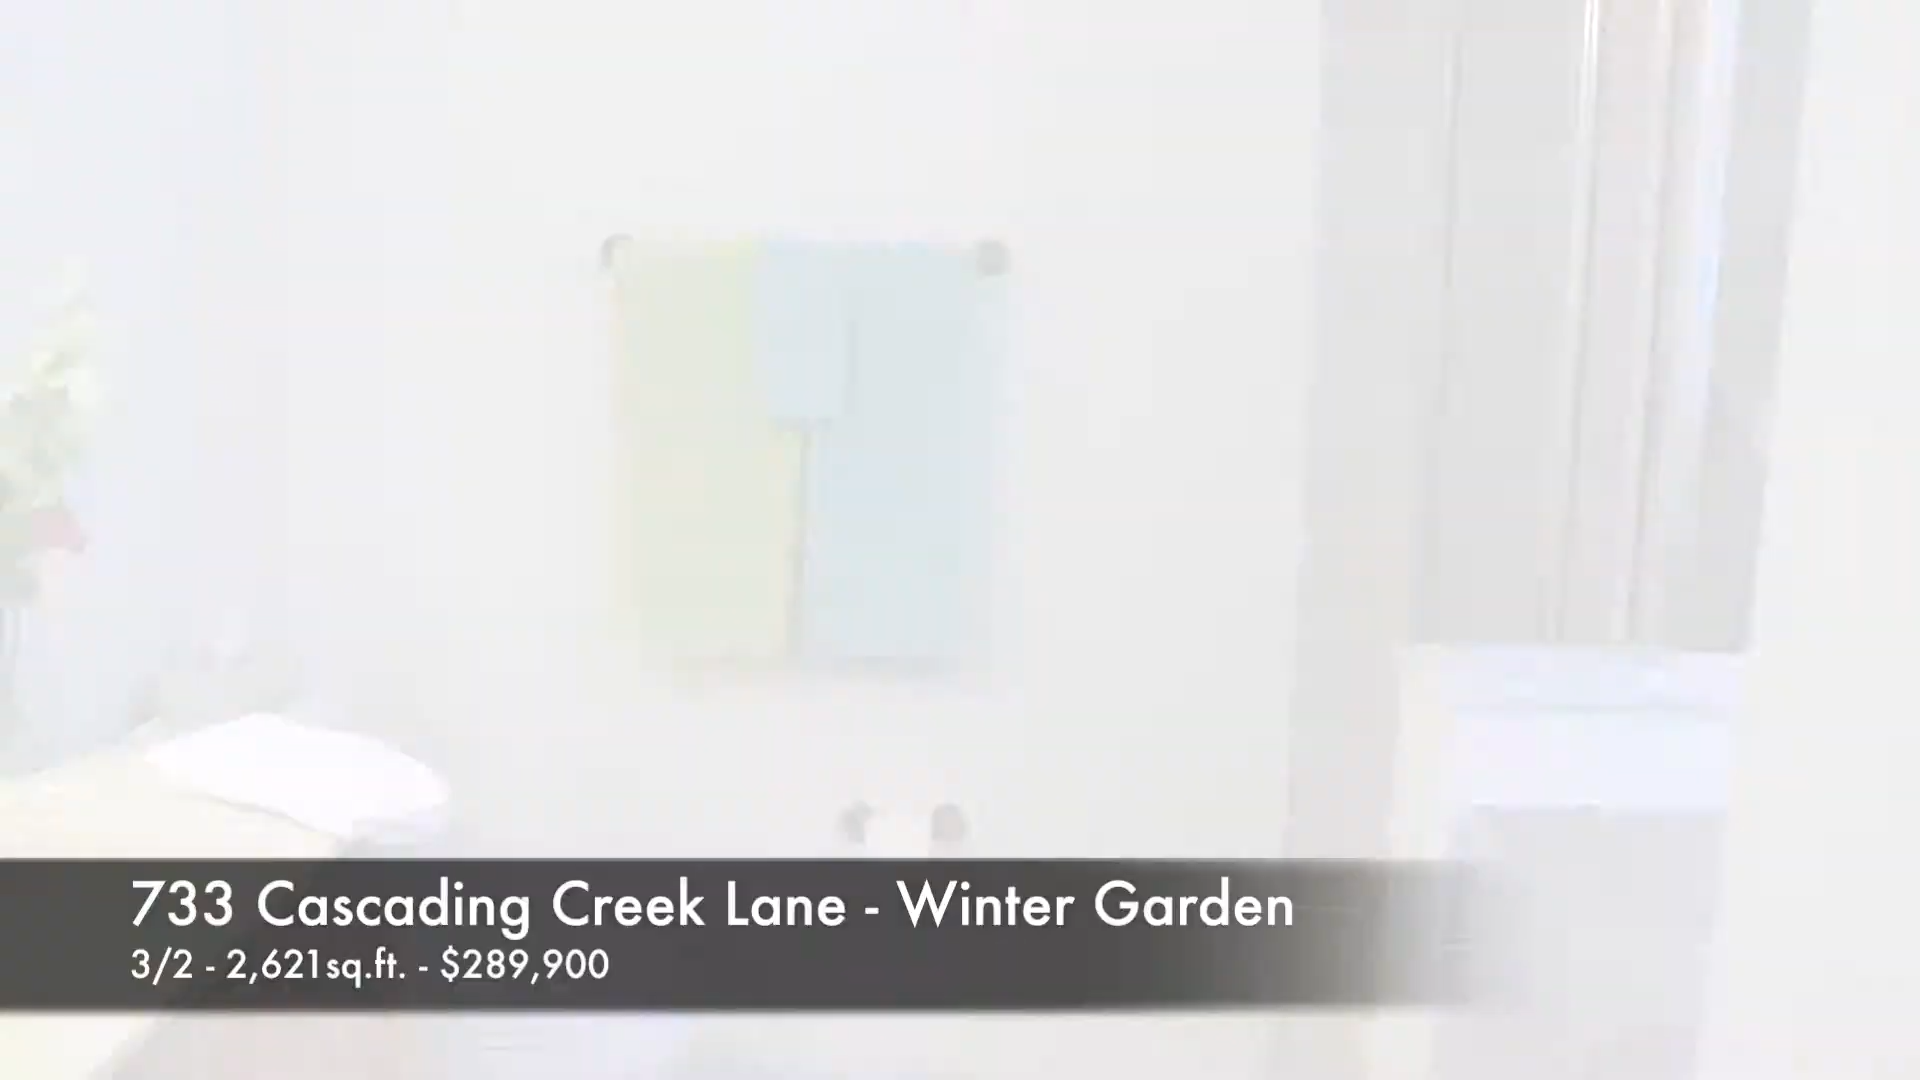 733 Cascading Creek Lane - Winter Garden
3/2 - 2,621sq.ft. - $289,900